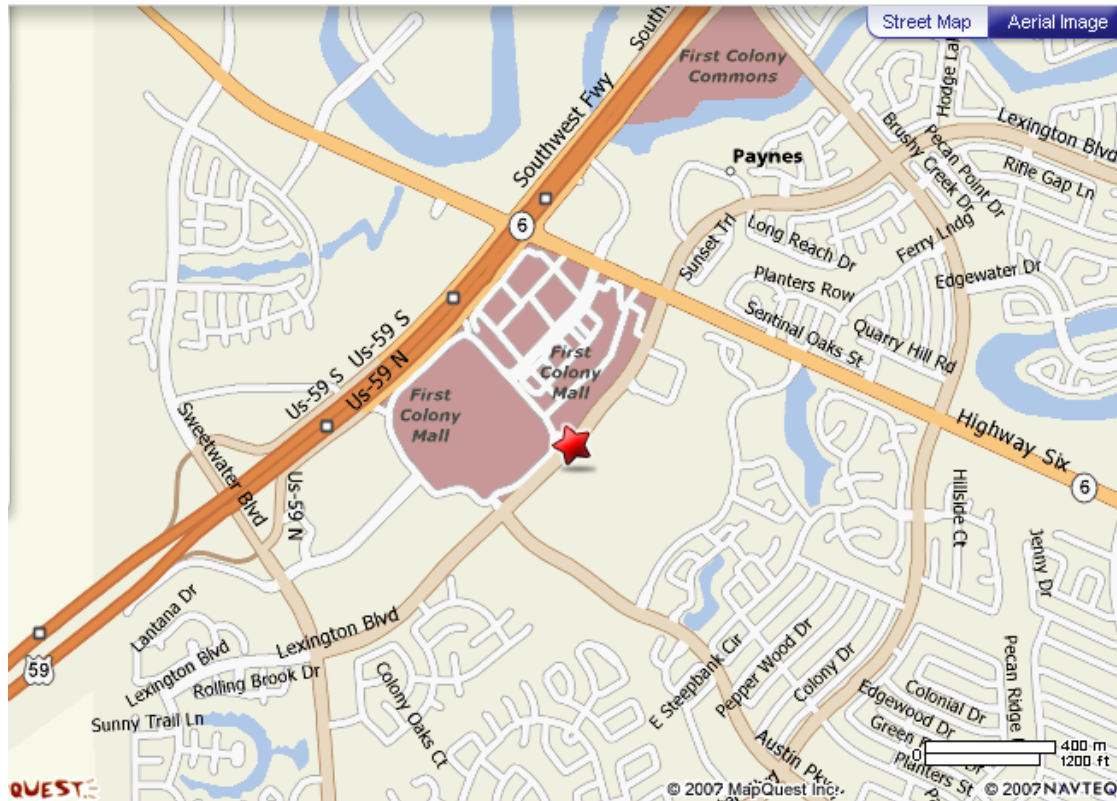 Street Map
Aerial Image
First Colony
Commons
Southwest Fwy
Hodge
Lexington Blvd
Paynes
Brushy Creek Dr
Pecan Point Dr
Rifle Gap Ln
6
Sunset Trl
Long Reach Dr
Ferry Lndg
Edgewater Dr
Planters Row
Sentinal Oaks St
Quarry Hill Rd
Us-59 S
Us-59 S
Us-59 N
First
Colony
Mall
First
Colony
Mall
Sweetwater Blvd
Us-59 N
Highway Six
6
Hillside Ct
Jenny Dr
Lantana Dr
Lexington Blvd
Lexington Blvd
Rolling Brook Dr
59
Sunny Trail Ln
Colony Oaks Ct
E Steepbank Cir
Pepper Wood Dr
Colony Dr
Pecan Ridge
Colonial Dr
Edgewood Dr
Green
Planters St
Austin Pky
0
400 m
1200 ft
QUEST
© 2007 MapQuest Inc.
© 2007 NAVTEQ